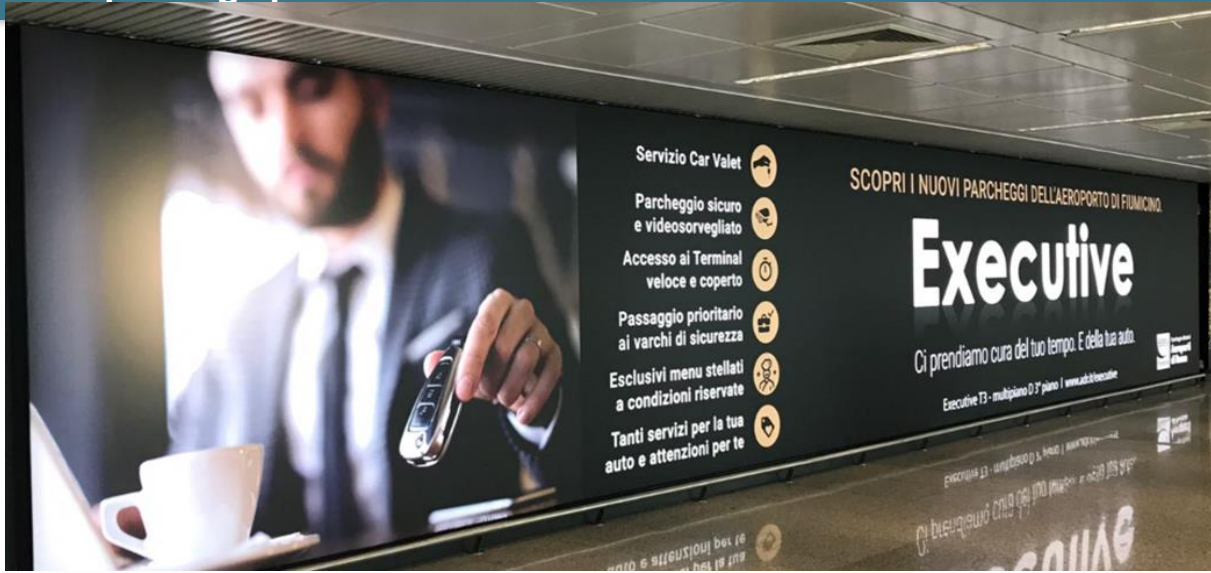 Servizio Car Valet
Parcheggio sicuro
e videosorvegliato
Accesso ai Terminal
veloce e coperto
Passaggio prioritario
ai varchi di sicurezza
Esclusivi menu stellati
a condizioni riservate
Tanti servizi per la tua
auto e attenzioni per te
SCOPRI I NUOVI PARCHEGGI DELL'AEROPORTO DI FIUMICINO.
Executive
Ci prendiamo cura del tuo tempo. E della tua auto.
Executive T3 - multipiano D 3° piano | www.adr.it/executive